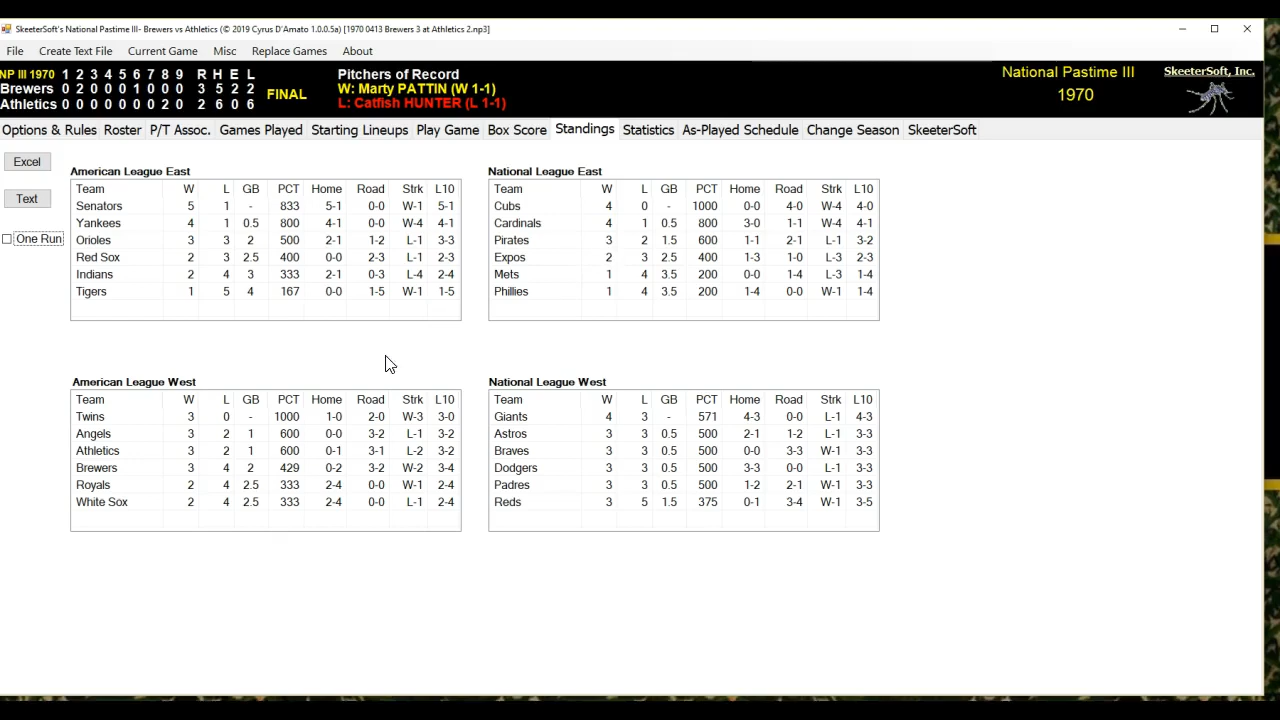 SkeeterSoft's National Pastime III- Brewers vs Athletics (© 2019 Cyrus D'Amato 1.0.0.5a) [1970 0413 Brewers 3 at Athletics 2.np3]
File Create Text File Current Game Misc Replace Games About
NP III 1970 1 2 3 4 5 6 7 8 9 R H E L
Brewers 0 2 0 0 0 1 0 0 0 3 5 2 2
Athletics 0 0 0 0 0 0 0 2 0 2 6 0 6
FINAL
Pitchers of Record
W: Marty PATTIN (W 1-1)
L: Catfish HUNTER (L 1-1)
National Pastime III
1970
SkeeterSoft, Inc.
Options & Rules Roster P/T Assoc. Games Played Starting Lineups Play Game Box Score Standings Statistics As-Played Schedule Change Season SkeeterSoft
Excel
Text
One Run
American League East
Team W L GB PCT Home Road Strk L10
Senators 5 1 - 833 5-1 0-0 W-1 5-1
Yankees 4 1 0.5 800 4-1 0-0 W-4 4-1
Orioles 3 3 2 500 2-1 1-2 L-1 3-3
Red Sox 2 3 2.5 400 0-0 2-3 L-1 2-3
Indians 2 4 3 333 2-1 0-3 L-4 2-4
Tigers 1 5 4 167 0-0 1-5 W-1 1-5
National League East
Team W L GB PCT Home Road Strk L10
Cubs 4 0 - 1000 0-0 4-0 W-4 4-0
Cardinals 4 1 0.5 800 3-0 1-1 W-4 4-1
Pirates 3 2 1.5 600 1-1 2-1 L-1 3-2
Expos 2 3 2.5 400 1-3 1-0 L-3 2-3
Mets 1 4 3.5 200 0-0 1-4 L-3 1-4
Phillies 1 4 3.5 200 1-4 0-0 W-1 1-4
American League West
Team W L GB PCT Home Road Strk L10
Twins 3 0 - 1000 1-0 2-0 W-3 3-0
Angels 3 2 1 600 0-0 3-2 L-1 3-2
Athletics 3 2 1 600 0-1 3-1 L-2 3-2
Brewers 3 4 2 429 0-2 3-2 W-2 3-4
Royals 2 4 2.5 333 2-4 0-0 W-1 2-4
White Sox 2 4 2.5 333 2-4 0-0 L-1 2-4
National League West
Team W L GB PCT Home Road Strk L10
Giants 4 3 - 571 4-3 0-0 L-1 4-3
Astros 3 3 0.5 500 2-1 1-2 L-1 3-3
Braves 3 3 0.5 500 0-0 3-3 W-1 3-3
Dodgers 3 3 0.5 500 3-3 0-0 L-1 3-3
Padres 3 3 0.5 500 1-2 2-1 W-1 3-3
Reds 3 5 1.5 375 0-1 3-4 W-1 3-5